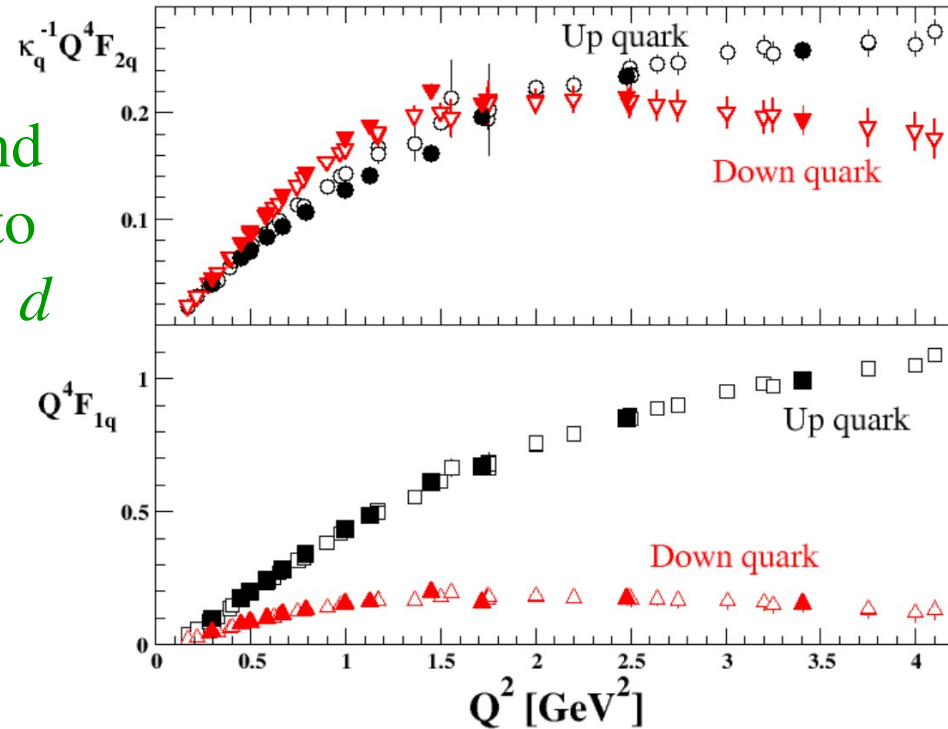 nd
to
d
κq⁻¹Q⁴F2q
Up quark
0.2
Down quark
0.1
Q⁴F1q
1
Up quark
0.5
Down quark
0
0 0.5 1 1.5 2 2.5 3 3.5 4
Q² [GeV²]